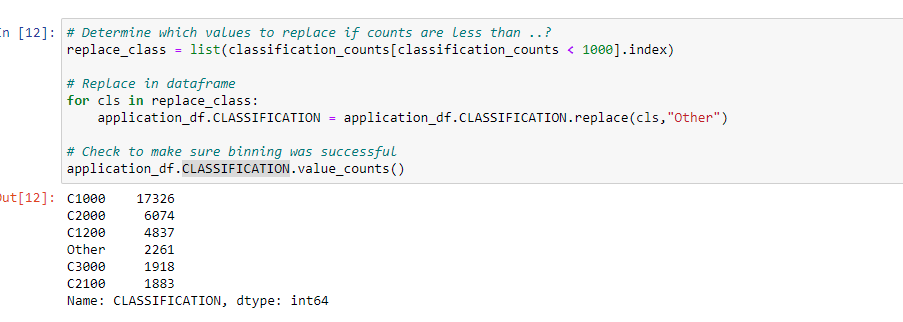 In [12]: # Determine which values to replace if counts are less than ..?
replace_class = list(classification_counts[classification_counts < 1000].index)
# Replace in dataframe
for cls in replace_class:
application_df.CLASSIFICATION = application_df.CLASSIFICATION.replace(cls,"Other")
# Check to make sure binning was successful
application_df.CLASSIFICATION.value_counts()
Out[12]: C1000 17326
C2000 6074
C1200 4837
Other 2261
C3000 1918
C2100 1883
Name: CLASSIFICATION, dtype: int64